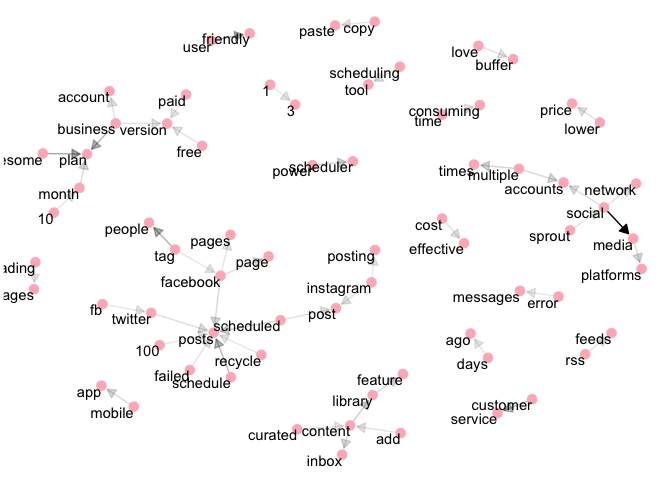 paste copy
friendly
user
love
buffer
scheduling
tool
account
paid
1
3
consuming
time
price
lower
business version
free
esome plan
power scheduler
times multiple
accounts network
month
10
social
sprout
media
platforms
people
pages
tag
page
facebook
cost
effective
posting
ading
ages
instagram
messages error
fb
twitter
scheduled post
posts
100
recycle
failed
schedule
ago
days
feeds
rss
app
mobile
feature
library
customer
service
curated content add
inbox